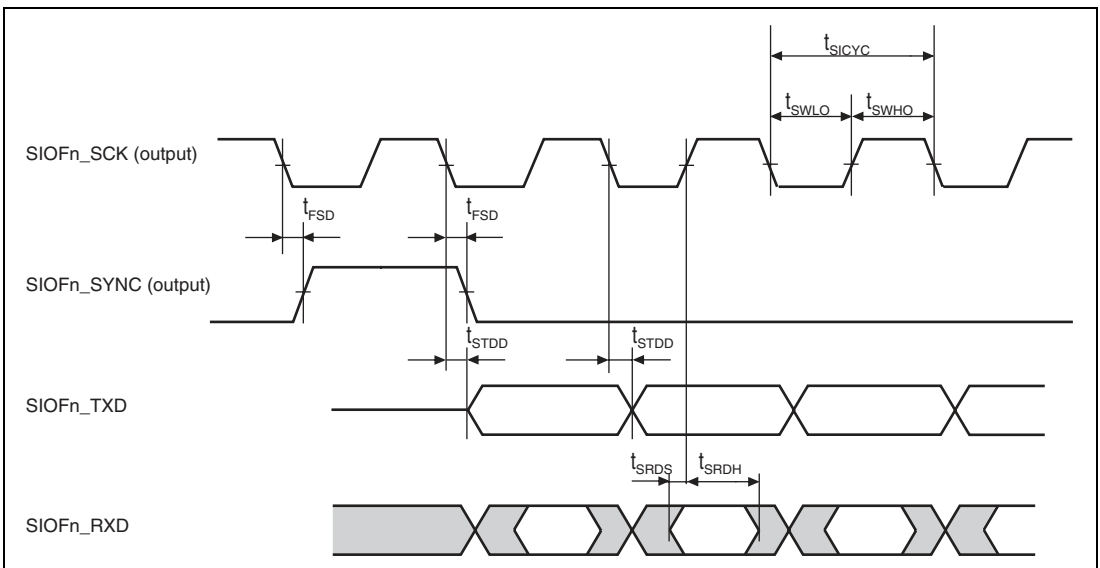 tSICYC
tSWLO tSWHO
SIOFn_SCK (output)
tFSD tFSD
SIOFn_SYNC (output)
tSTDD tSTDD
SIOFn_TXD
tSRDS tSRDH
SIOFn_RXD